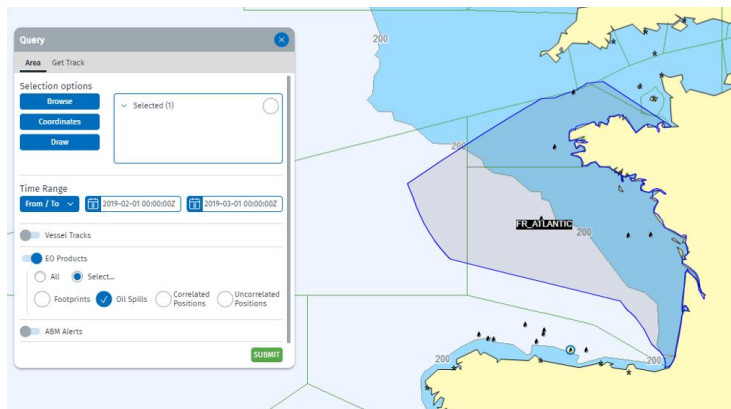 Query
Area Get Track
Selection options
Browse
Coordinates
Draw
Selected (1)
Time Range
From / To
2019-02-01 00:00:00Z
2019-03-01 00:00:00Z
Vessel Tracks
EO Products
All
Select...
Footprints
Oil Spills
Correlated
Positions
Uncorrelated
Positions
ABM Alerts
SUBMIT
200
200
FR_ATLANTIC
200
200
200